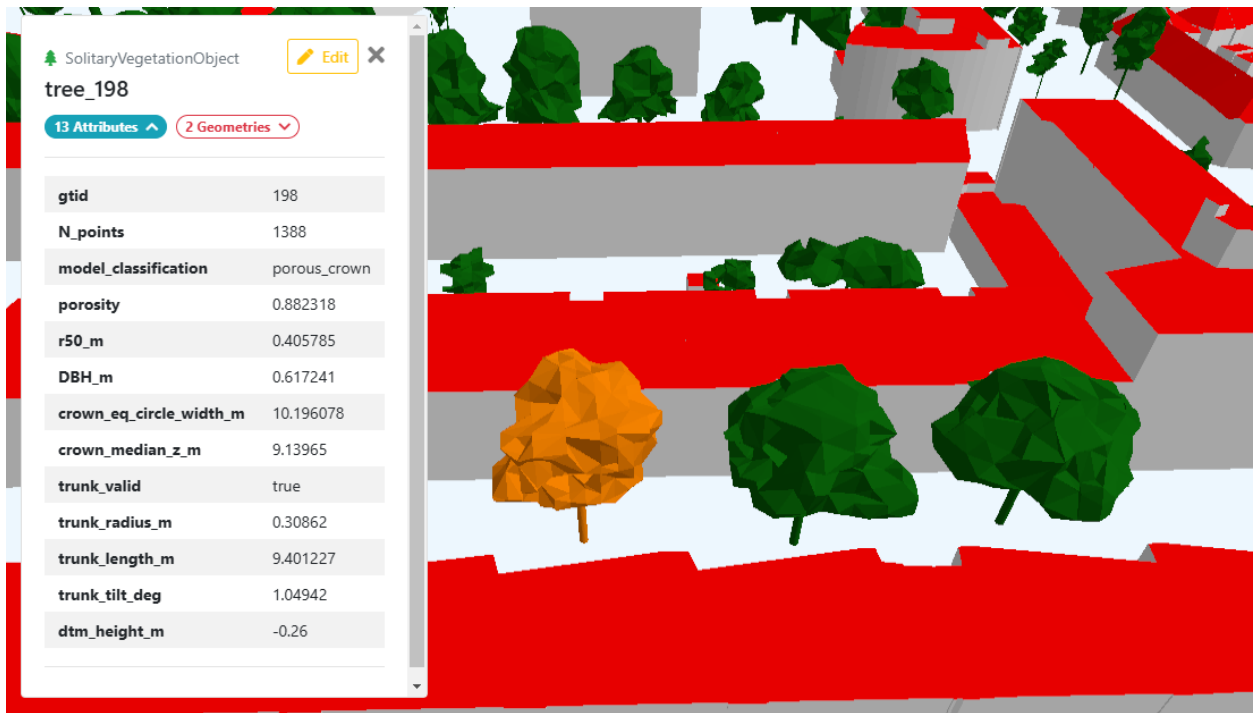 SolitaryVegetationObject
Edit
tree_198
13 Attributes
2 Geometries
gtid 198
N_points 1388
model_classification porous_crown
porosity 0.882318
r50_m 0.405785
DBH_m 0.617241
crown_eq_circle_width_m 10.196078
crown_median_z_m 9.13965
trunk_valid true
trunk_radius_m 0.30862
trunk_length_m 9.401227
trunk_tilt_deg 1.04942
dtm_height_m -0.26